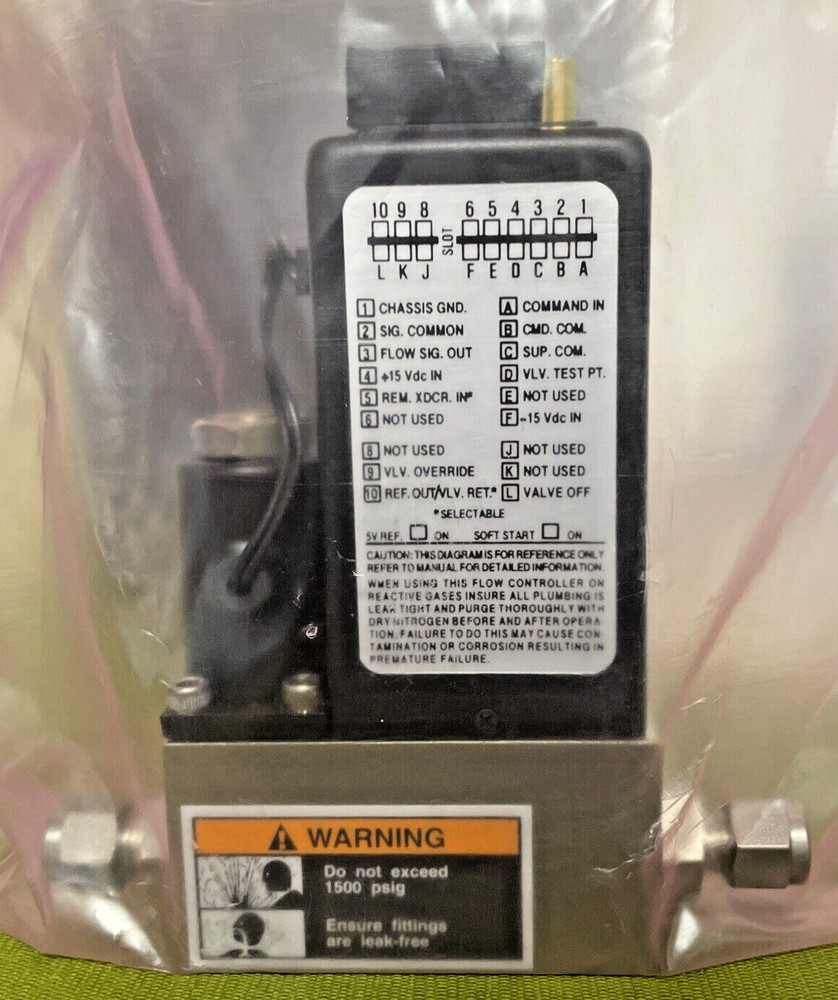 10 9 8 SLOT 6 5 4 3 2 1
L K J F E D C B A
1 CHASSIS GND. A COMMAND IN
2 SIG. COMMON B CMD. COM.
3 FLOW SIG. OUT C SUP. COM.
4 +15 Vdc IN D VLV. TEST PT.
5 REM. XDCR. IN* E NOT USED
6 NOT USED F -15 Vdc IN
8 NOT USED J NOT USED
9 VLV. OVERRIDE K NOT USED
10 REF. OUT/VLV. RET.* L VALVE OFF
*SELECTABLE
5V REF. ON SOFT START ON
CAUTION: THIS DIAGRAM IS FOR REFERENCE ONLY
REFER TO MANUAL FOR DETAILED INFORMATION.
WHEN USING THIS FLOW CONTROLLER ON
REACTIVE GASES INSURE ALL PLUMBING IS
LEAK TIGHT AND PURGE THOROUGHLY WITH
DRY NITROGEN BEFORE AND AFTER OPERA-
TION. FAILURE TO DO THIS MAY CAUSE CON-
TAMINATION OR CORROSION RESULTING IN
PREMATURE FAILURE.
WARNING
Do not exceed
1500 psig
Ensure fittings
are leak-free